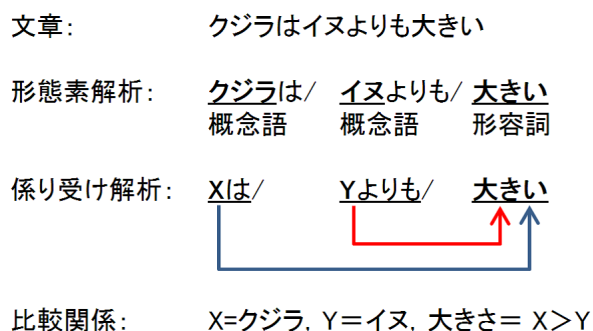 文章： クジラはイヌよりも大きい
形態素解析： クジラは/ イヌよりも/ 大きい
概念語 概念語 形容詞
係り受け解析： Xは/ Yよりも/ 大きい
比較関係： X=クジラ, Y＝イヌ, 大きさ＝ X＞Y